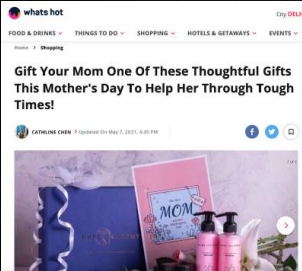 whats hot
City DELH
FOOD & DRINKS THINGS TO DO SHOPPING HOTELS & GETAWAYS EVENTS
Home > Shopping
Gift Your Mom One Of These Thoughtful Gifts
This Mother's Day To Help Her Through Tough
Times!
CATHLINE CHEN Updated On May 7, 2021, 4:05 PM
MOM